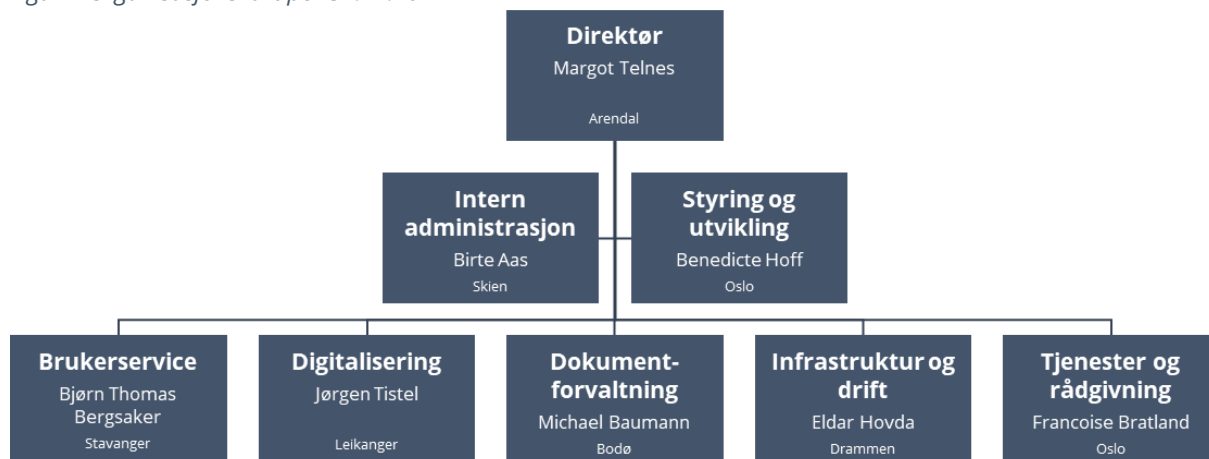 Direktør
Margot Telnes
Arendal
Intern
administrasjon
Birte Aas
Skien
Styring og
utvikling
Benedicte Hoff
Oslo
Brukerservice
Bjørn Thomas
Bergsaker
Stavanger
Digitalisering
Jørgen Tistel
Leikanger
Dokument-
forvaltning
Michael Baumann
Bodø
Infrastruktur og
drift
Eldar Hovda
Drammen
Tjenester og
rådgivning
Francoise Bratland
Oslo